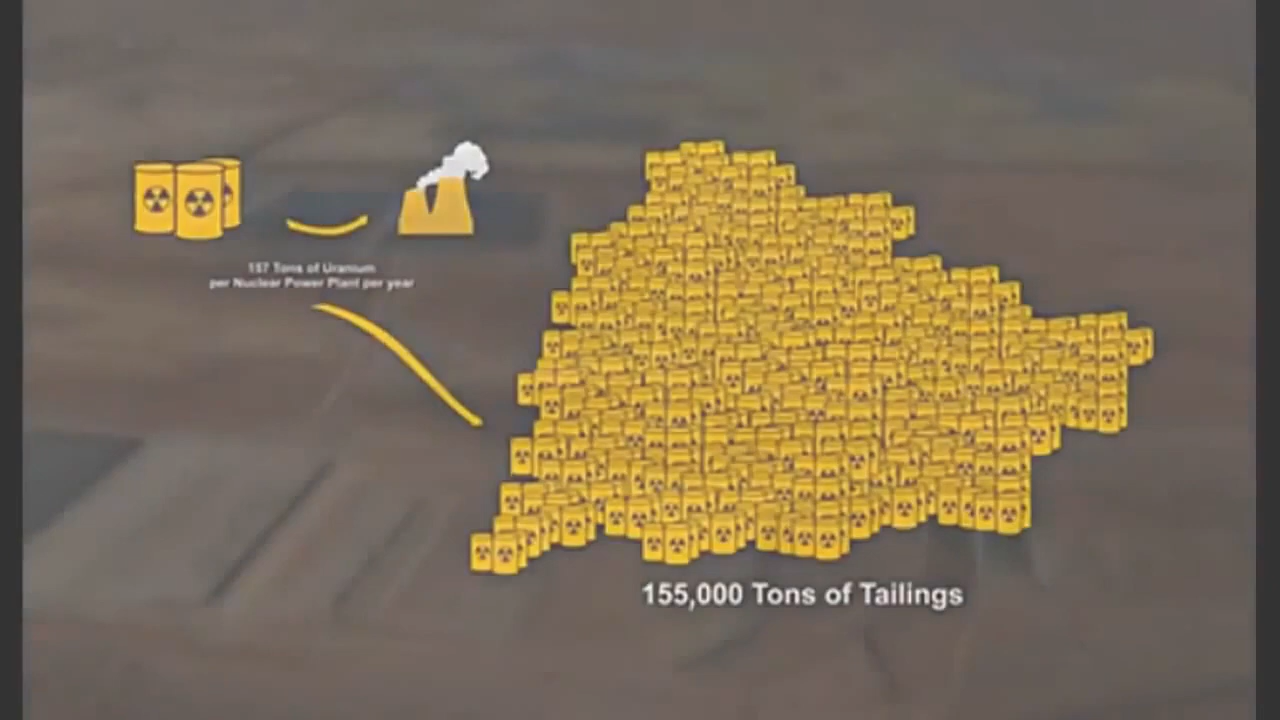 157 Tons of Uranium
per Nuclear Power Plant per year
155,000 Tons of Tailings